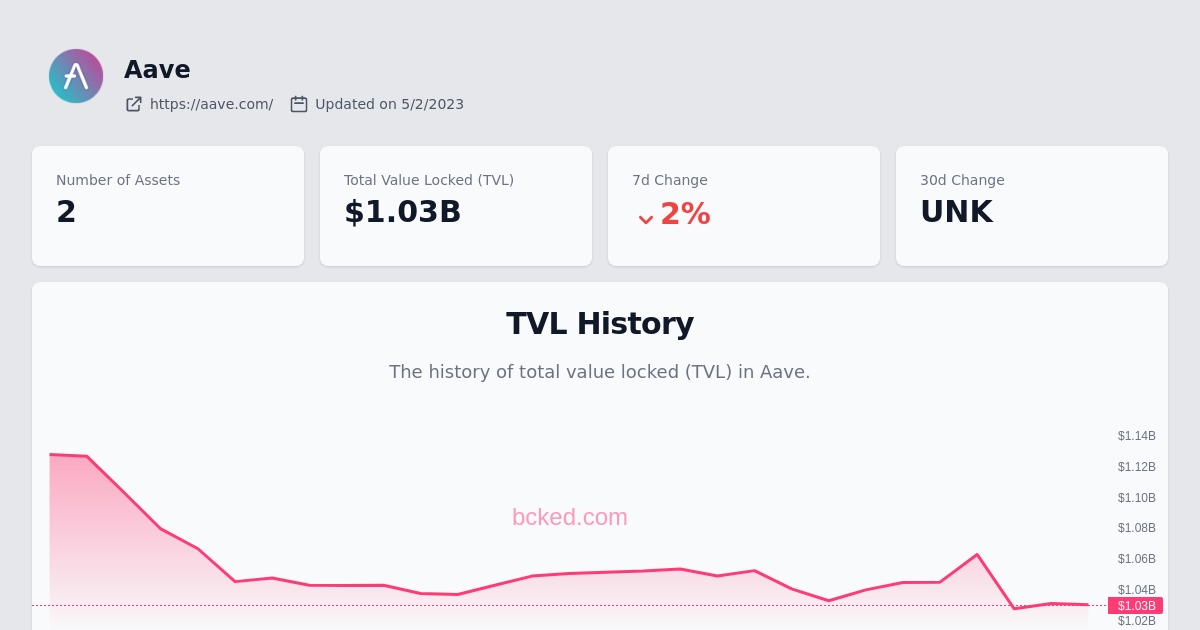 Aave
https://aave.com/ Updated on 5/2/2023
Number of Assets
2
Total Value Locked (TVL)
$1.03B
7d Change
2%
30d Change
UNK
TVL History
The history of total value locked (TVL) in Aave.
$1.14B
$1.12B
$1.10B
bcked.com
$1.08B
$1.06B
$1.04B
$1.03B
$1.02B